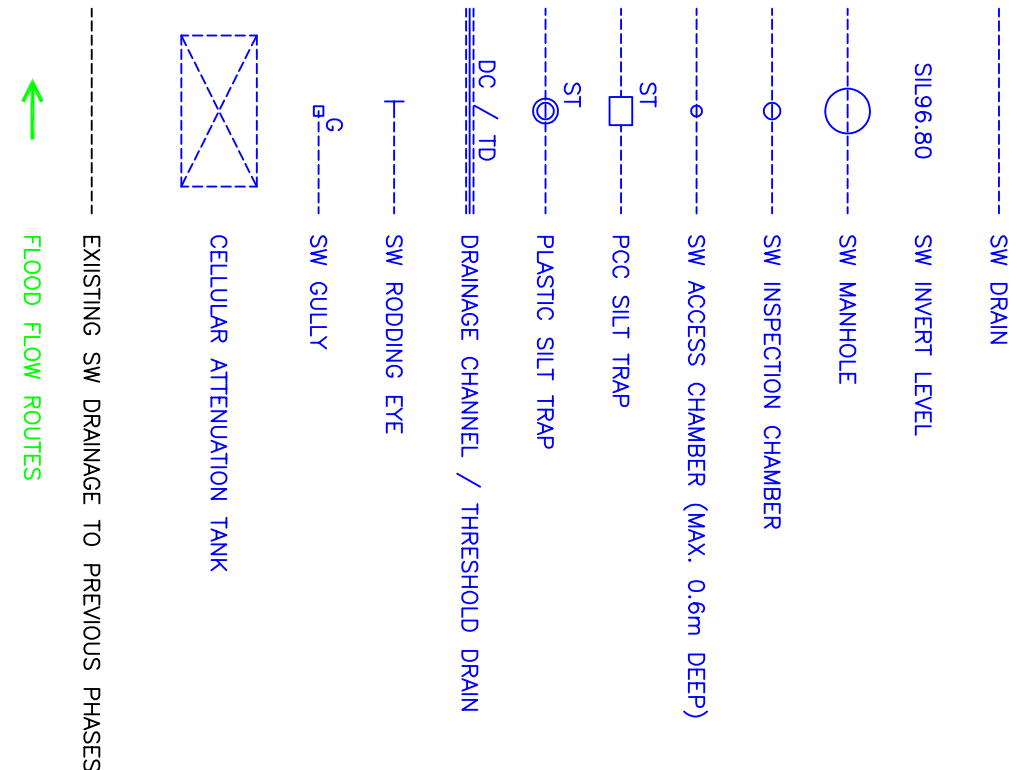 SW DRAIN
SIL96.80 SW INVERT LEVEL
SW MANHOLE
SW INSPECTION CHAMBER
SW ACCESS CHAMBER (MAX. 0.6m DEEP)
ST PCC SILT TRAP
ST PLASTIC SILT TRAP
DC / TD DRAINAGE CHANNEL / THRESHOLD DRAIN
SW RODDING EYE
G SW GULLY
CELLULAR ATTENUATION TANK
EXIISTING SW DRAINAGE TO PREVIOUS PHASES
FLOOD FLOW ROUTES